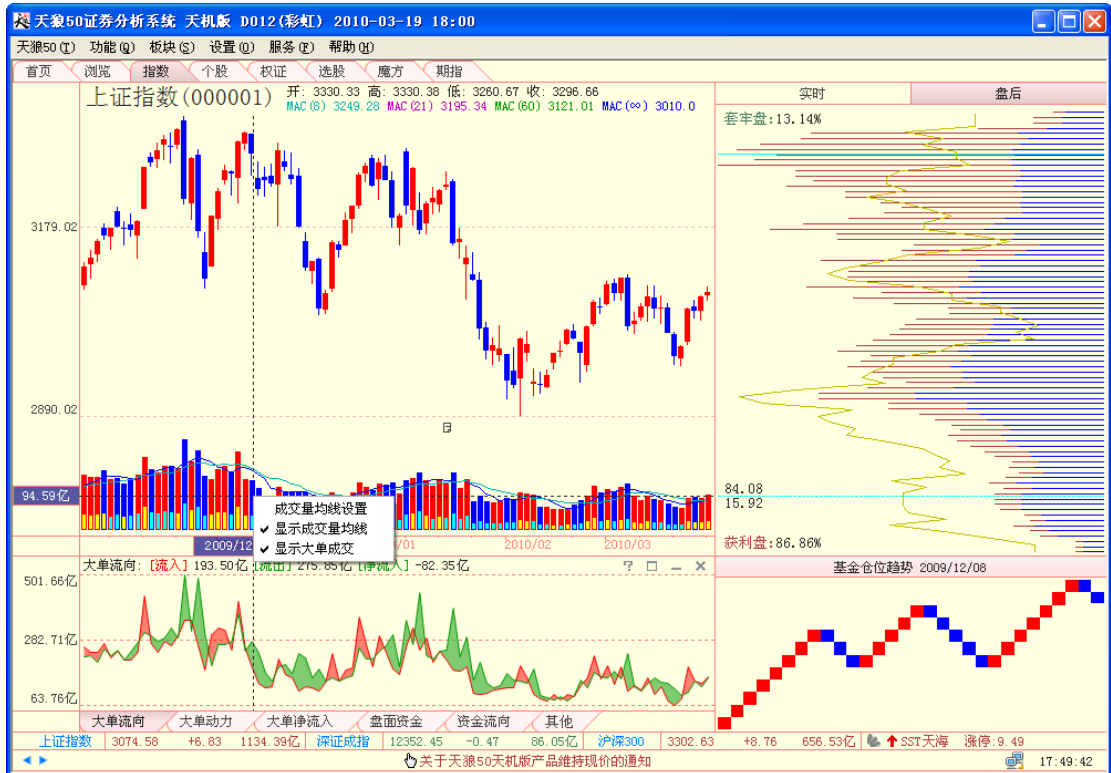 天狼50证券分析系统 天机版 D012(彩虹) 2010-03-19 18:00
天狼50(T) 功能(Q) 板块(S) 设置(O) 服务(F) 帮助(H)
首页 浏览 指数 个股 权证 选股 魔方 期指
上证指数(000001) 开: 3330.33 高: 3330.38 低: 3260.67 收: 3296.66
MAC(8) 3249.28 MAC(21) 3195.34 MAC(60) 3121.01 MAC(∞) 3010.0
实时 盘后
套牢盘:13.14%
3179.02
2890.02
84.08
94.59亿
15.92
成交量均线设置
显示成交量均线
显示大单成交
获利盘:86.86%
2009/12 /01 2010/02 2010/03
大单流向: [流入] 193.50亿 [流出] 275.85亿 [净流入] -82.35亿
基金仓位趋势 2009/12/08
501.66亿
282.71亿
63.76亿
大单流向 大单动力 大单净流入 盘面资金 资金流向 其他
上证指数 3074.58 +6.83 1134.39亿 深证成指 12352.45 -0.47 86.05亿 沪深300 3302.63 +8.76 656.53亿 SST天海 涨停:9.49
关于天狼50天机版产品维持现价的通知 17:49:42